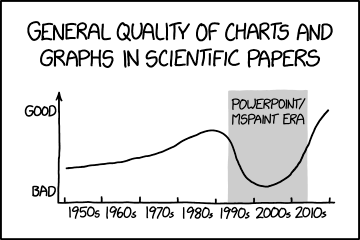 GENERAL QUALITY OF CHARTS AND
GRAPHS IN SCIENTIFIC PAPERS
GOOD
POWERPOINT/
MSPAINT ERA
BAD
1950s 1960s 1970s 1980s 1990s 2000s 2010s